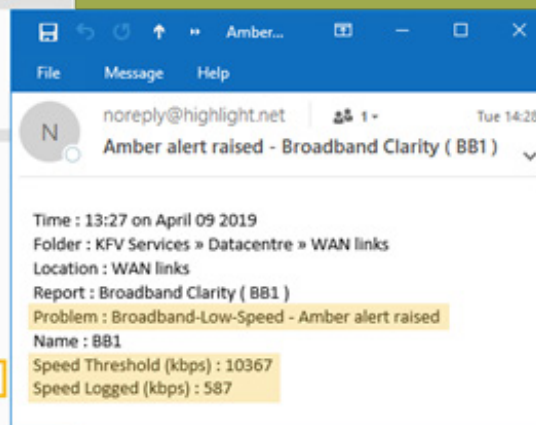 Amber...
File Message Help
N
noreply@highlight.net 1 Tue 14:28
Amber alert raised - Broadband Clarity ( BB1 )
Time : 13:27 on April 09 2019
Folder : KFV Services » Datacentre » WAN links
Location : WAN links
Report : Broadband Clarity ( BB1 )
Problem : Broadband-Low-Speed - Amber alert raised
Name : BB1
Speed Threshold (kbps) : 10367
Speed Logged (kbps) : 587